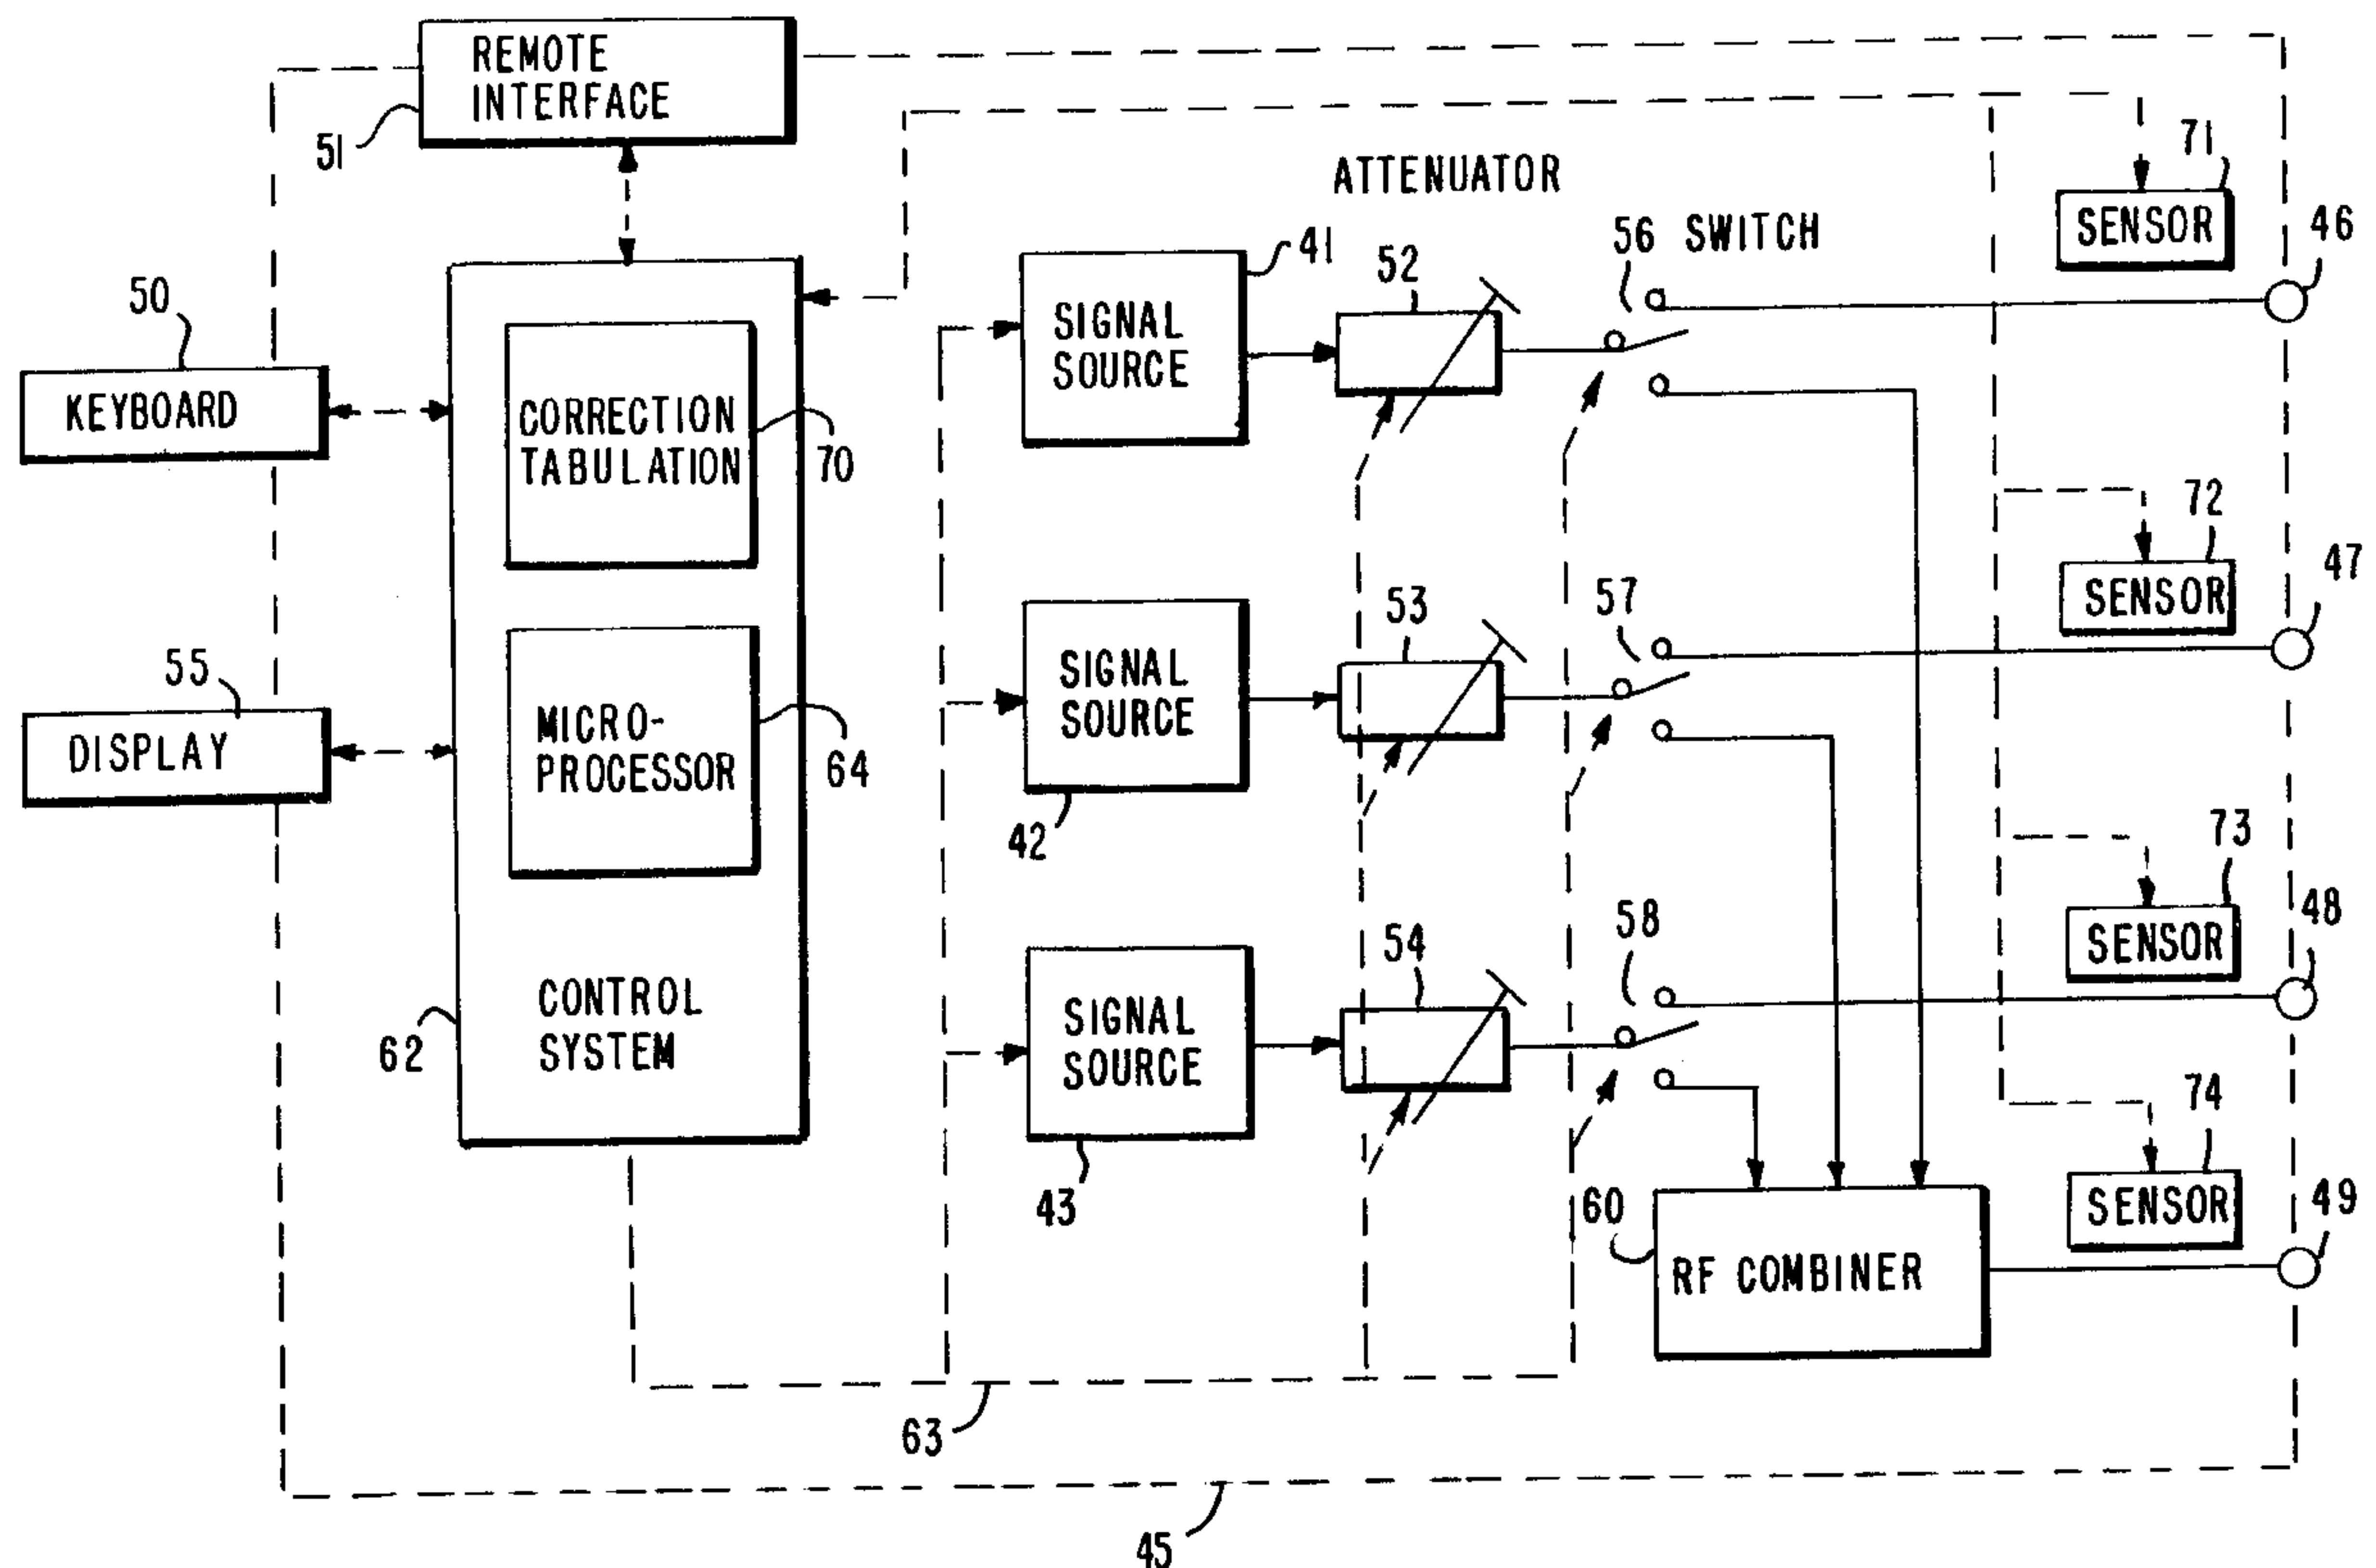 REMOTE
INTERFACE
51
ATTENUATOR
71
SENSOR
46
56 SWITCH
41
52
50
SIGNAL
SOURCE
KEYBOARD
CORRECTION
TABULATION
70
72
SENSOR
47
53
57
55
DISPLAY
MICRO-
PROCESSOR
64
SIGNAL
SOURCE
42
73
SENSOR
48
54
58
CONTROL
SYSTEM
62
SIGNAL
SOURCE
43
74
SENSOR
49
60
RF COMBINER
63
45